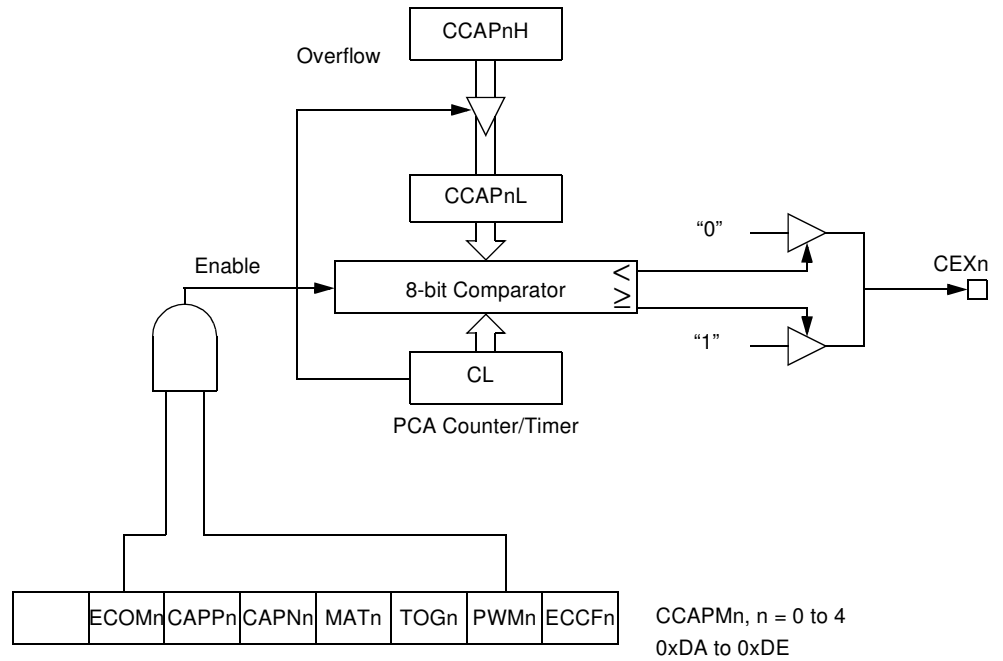 CCAPnH
Overflow
CCAPnL
“0”
<
Enable
8-bit Comparator
≥
CEXn
“1”
CL
PCA Counter/Timer
ECOMn CAPPn CAPNn MATn TOGn PWMn ECCFn
CCAPMn, n = 0 to 4
0xDA to 0xDE